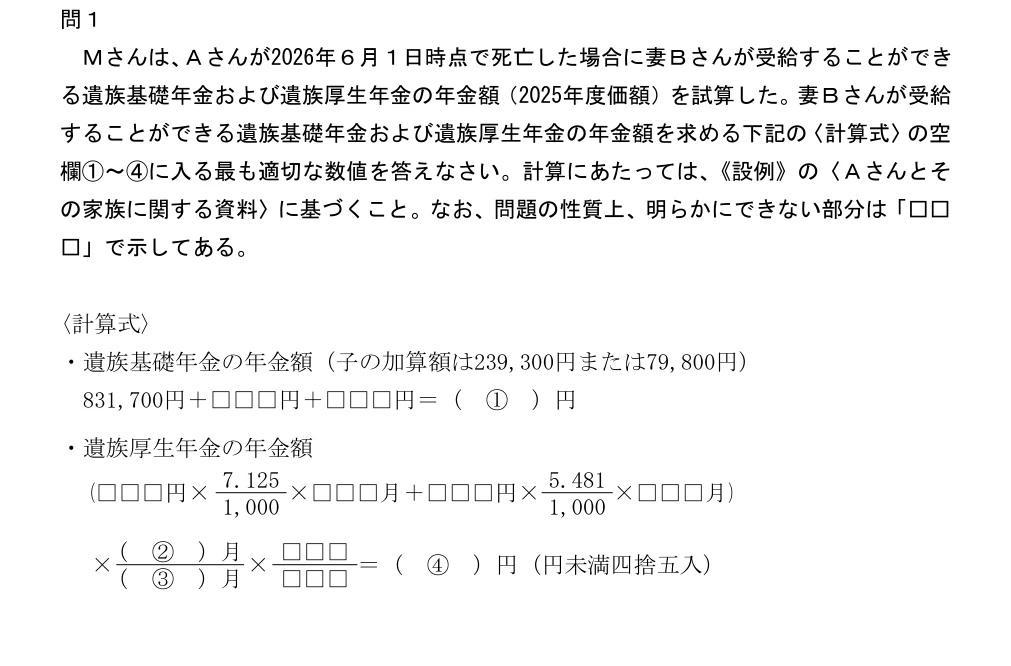 問１
Ｍさんは、Ａさんが2026年６月１日時点で死亡した場合に妻Ｂさんが受給することができ
る遺族基礎年金および遺族厚生年金の年金額（2025年度価額）を試算した。妻Ｂさんが受給
することができる遺族基礎年金および遺族厚生年金の年金額を求める下記の〈計算式〉の空
欄①～④に入る最も適切な数値を答えなさい。計算にあたっては、《設例》の〈Ａさんとそ
の家族に関する資料〉に基づくこと。なお、問題の性質上、明らかにできない部分は「□□
□」で示してある。
〈計算式〉
・遺族基礎年金の年金額（子の加算額は239,300円または79,800円）
831,700円＋□□□円＋□□□円＝（　①　）円
・遺族厚生年金の年金額
（□□□円×7.125/1,000×□□□月＋□□□円×5.481/1,000×□□□月）
×（　②　）月/（　③　）月×□□□/□□□＝（　④　）円（円未満四捨五入）